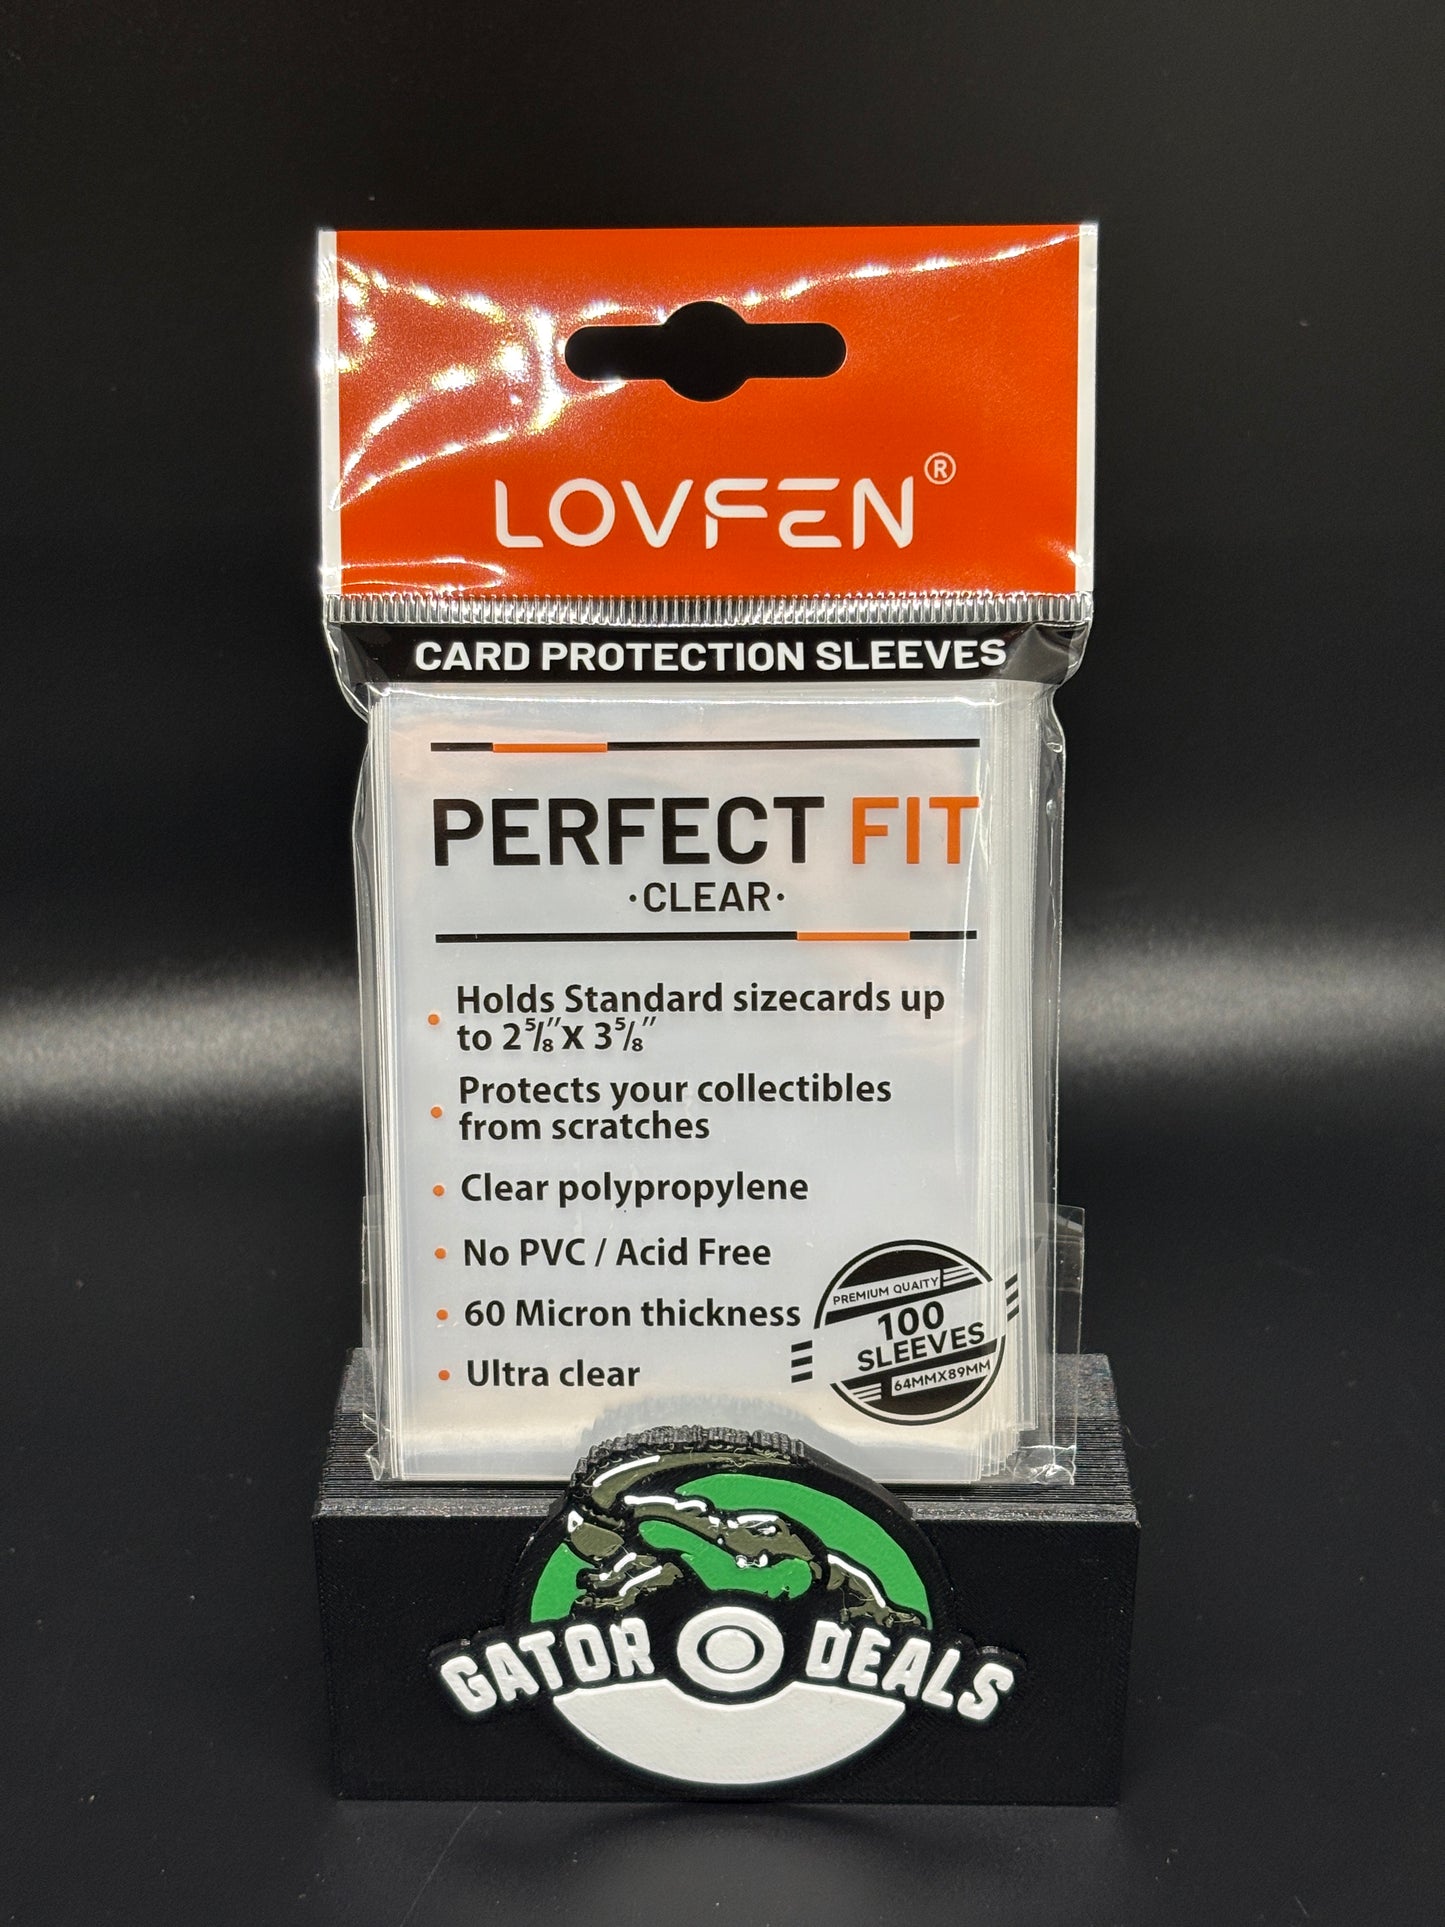 LOVFEN®
CARD PROTECTION SLEEVES
PERFECT FIT
·CLEAR·
• Holds Standard sizecards up
to 2⅝″X 3⅝″
• Protects your collectibles
from scratches
• Clear polypropylene
• No PVC / Acid Free
• 60 Micron thickness
• Ultra clear
PREMIUM QUAITY
100
SLEEVES
64MMX89MM
GATOR DEALS